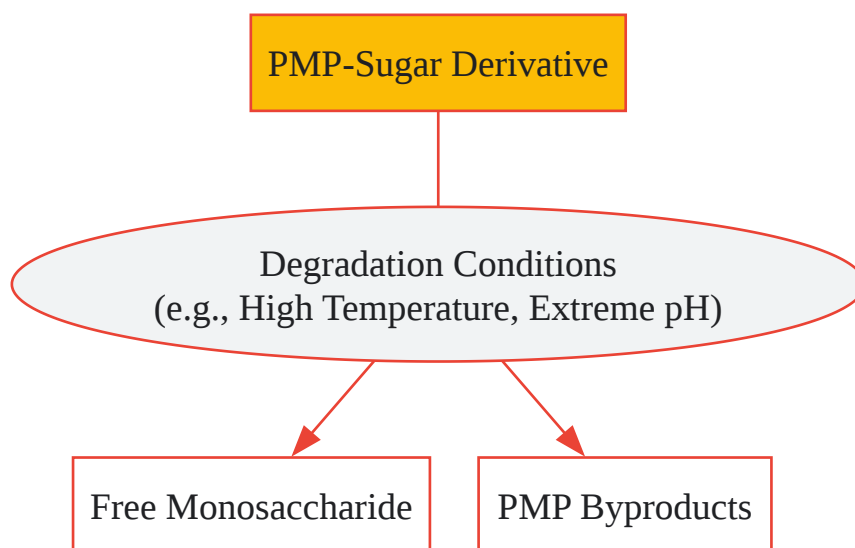 PMP-Sugar Derivative
Degradation Conditions
(e.g., High Temperature, Extreme pH)
Free Monosaccharide
PMP Byproducts